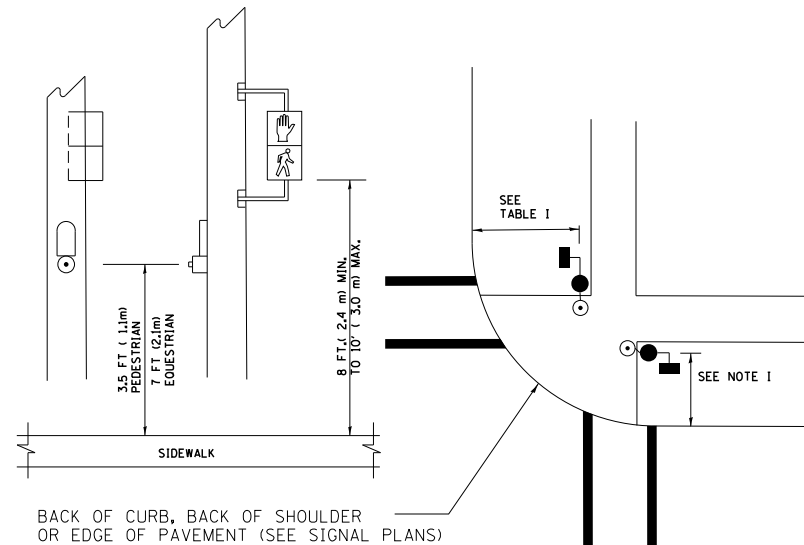 SEE
TABLE I
3.5 FT ( 1.1m)
PEDESTRIAN
7 FT (2.1m)
EQUESTRIAN
8 FT.( 2.4 m) MIN.
TO 10' ( 3.0 m) MAX.
SEE NOTE I
SIDEWALK
BACK OF CURB, BACK OF SHOULDER
OR EDGE OF PAVEMENT (SEE SIGNAL PLANS)